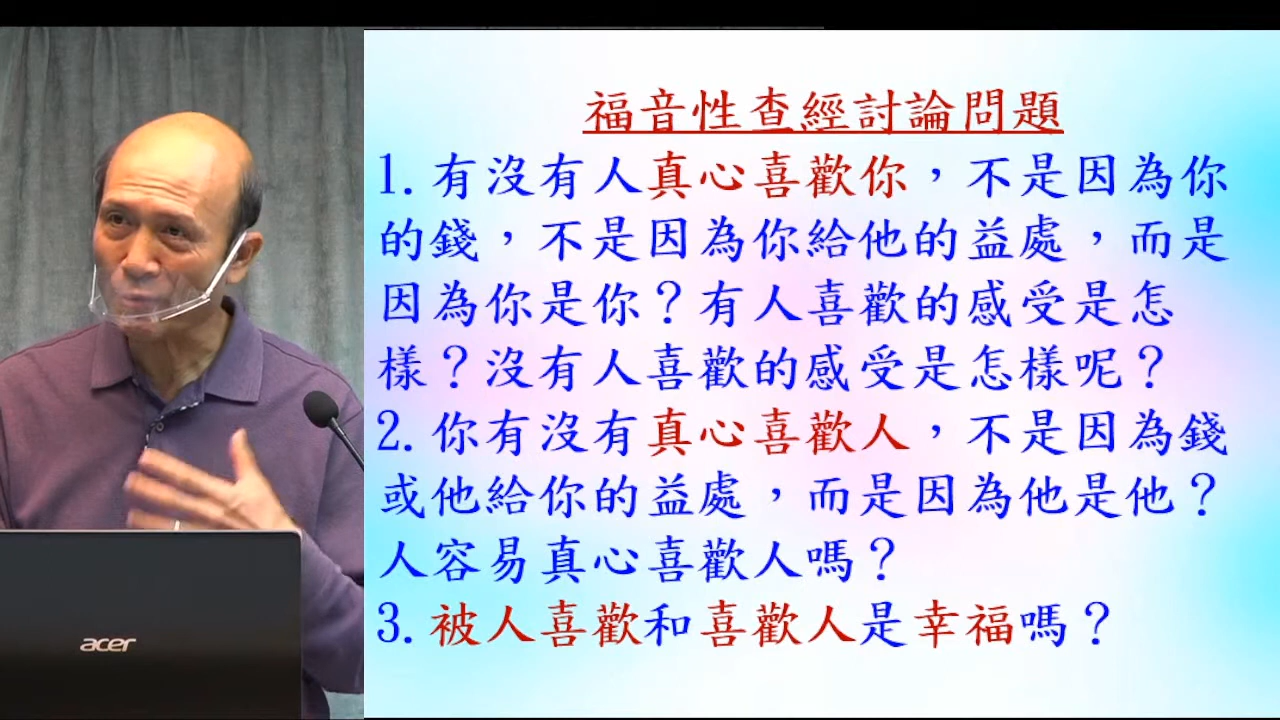 福音性查經討論問題
1.有沒有人真心喜歡你，不是因為你
的錢，不是因為你給他的益處，而是
因為你是你？有人喜歡的感受是怎
樣？沒有人喜歡的感受是怎樣呢？
2.你有沒有真心喜歡人，不是因為錢
或他給你的益處，而是因為他是他？
人容易真心喜歡人嗎？
3.被人喜歡和喜歡人是幸福嗎？
acer